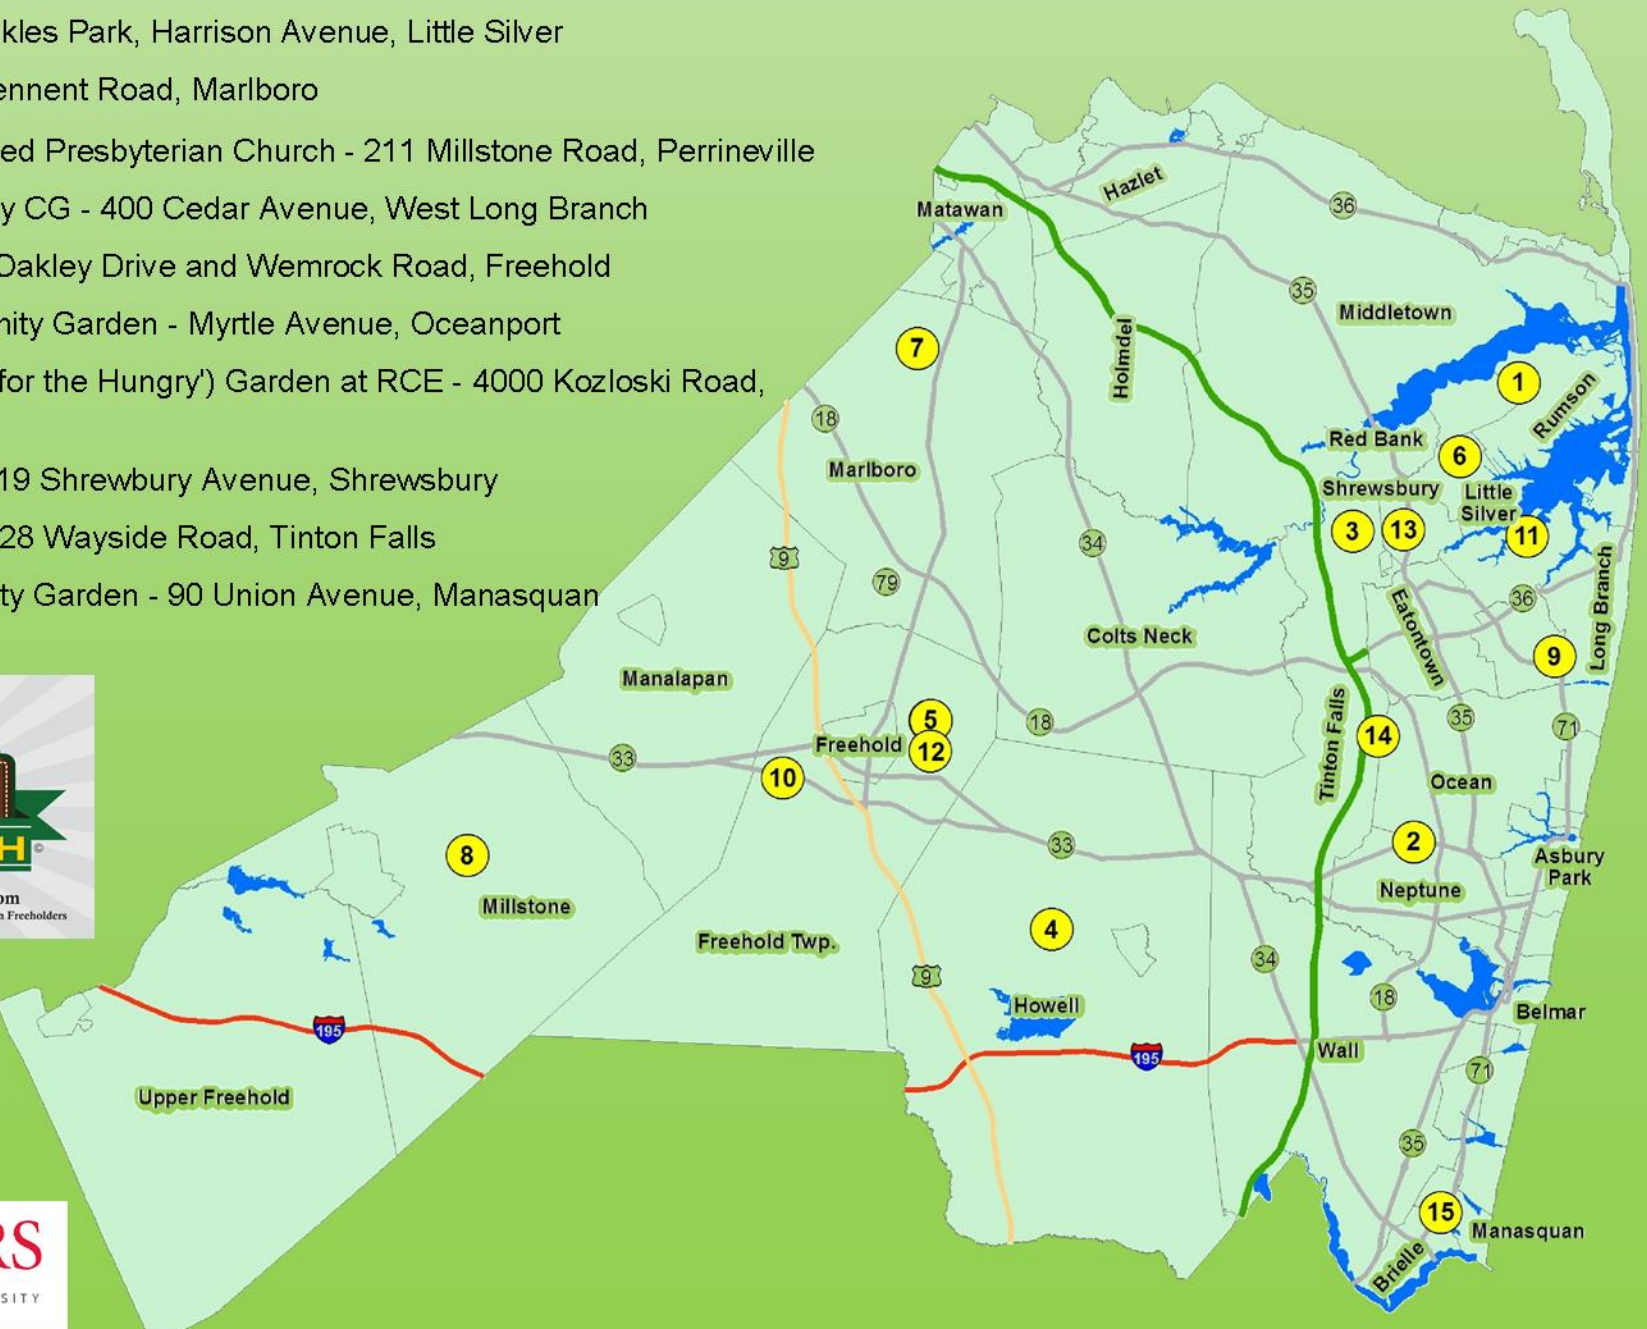 kles Park, Harrison Avenue, Little Silver
ennent Road, Marlboro
ed Presbyterian Church - 211 Millstone Road, Perrineville
y CG - 400 Cedar Avenue, West Long Branch
Oakley Drive and Wemrock Road, Freehold
nity Garden - Myrtle Avenue, Oceanport
for the Hungry') Garden at RCE - 4000 Kozloski Road,
19 Shrewbury Avenue, Shrewsbury
28 Wayside Road, Tinton Falls
ty Garden - 90 Union Avenue, Manasquan
H ©
om
n Freeholders
RS
SITY
Hazlet
Matawan
36
35
Middletown
7
Holmdel
1
Rumson
18
Red Bank
6
Marlboro
Shrewsbury
Little
Silver
3
13
11
9
34
79
36
Eatontown
Long Branch
Colts Neck
9
Manalapan
Tinton Falls
5
18
35
71
14
Freehold
12
33
10
Ocean
2
33
8
Asbury
Park
Neptune
Millstone
4
Freehold Twp.
34
9
18
Howell
Belmar
195
Wall
195
71
Upper Freehold
35
15
Manasquan
Brielle